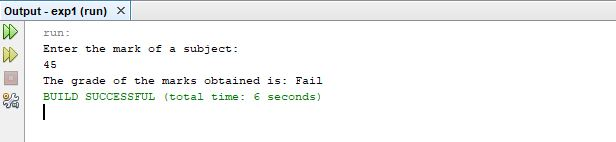 Output - exp1 (run) ×
run:
Enter the mark of a subject:
45
The grade of the marks obtained is: Fail
BUILD SUCCESSFUL (total time: 6 seconds)